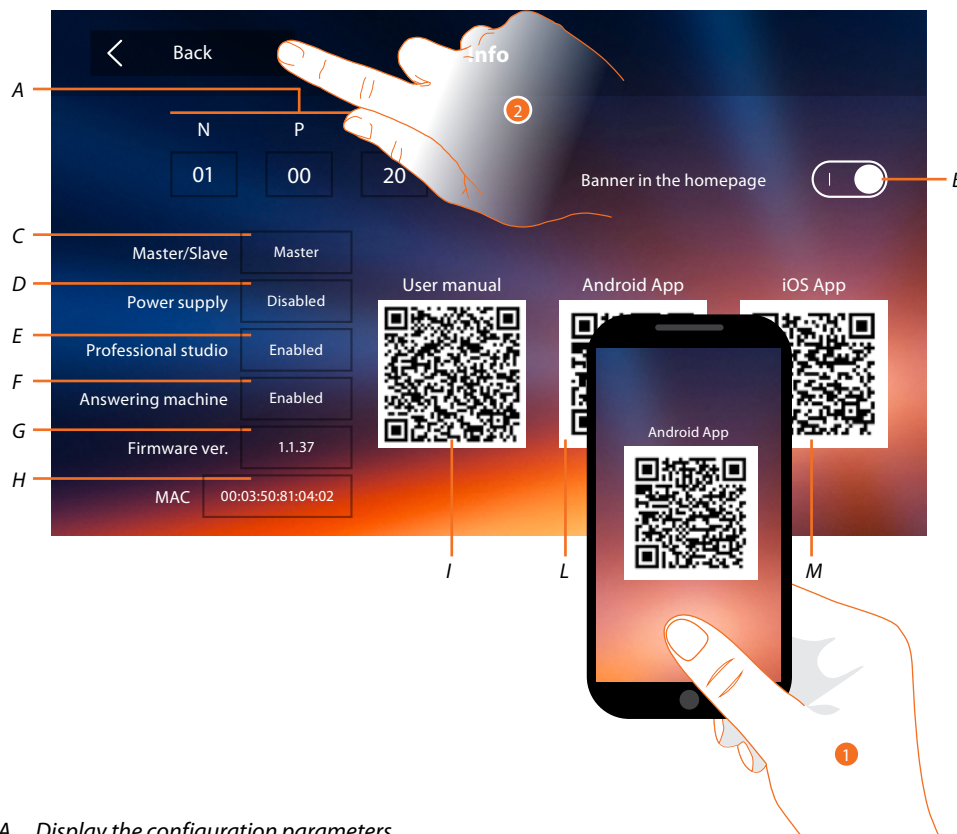 Back
Info
2
A
N P
01 00 20
Banner in the homepage
C
Master/Slave Master
D
Power supply Disabled
User manual Android App iOS App
E
Professional studio Enabled
F
Answering machine Enabled
G
Firmware ver. 1.1.37
Android App
H
MAC 00:03:50:81:04:02
I L M
1
A Display the configuration parameters